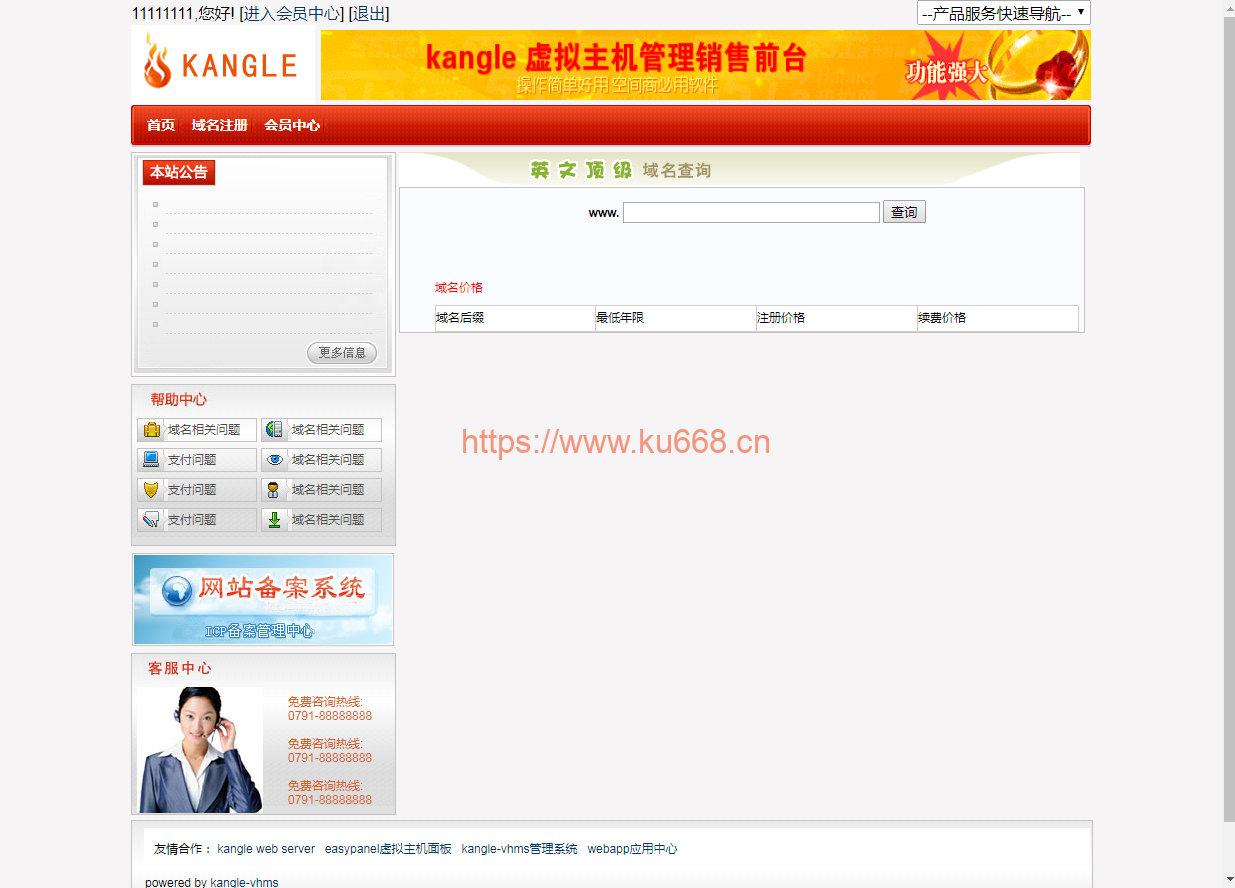 11111111,您好! [进入会员中心] [退出]
--产品服务快速导航--
KANGLE
kangle 虚拟主机管理销售前台
操作简单好用 空间商必用软件
功能强大
首页 域名注册 会员中心
本站公告
更多信息
英文顶级 域名查询
www. 查询
域名价格
域名后缀 最低年限 注册价格 续费价格
帮助中心
域名相关问题 域名相关问题
支付问题 域名相关问题
支付问题 域名相关问题
支付问题 域名相关问题
https://www.ku668.cn
网站备案系统
ICP备案管理中心
客服中心
免费咨询热线:
0791-88888888
免费咨询热线:
0791-88888888
免费咨询热线:
0791-88888888
友情合作： kangle web server easypanel虚拟主机面板 kangle-vhms管理系统 webapp应用中心
powered by kangle-vhms